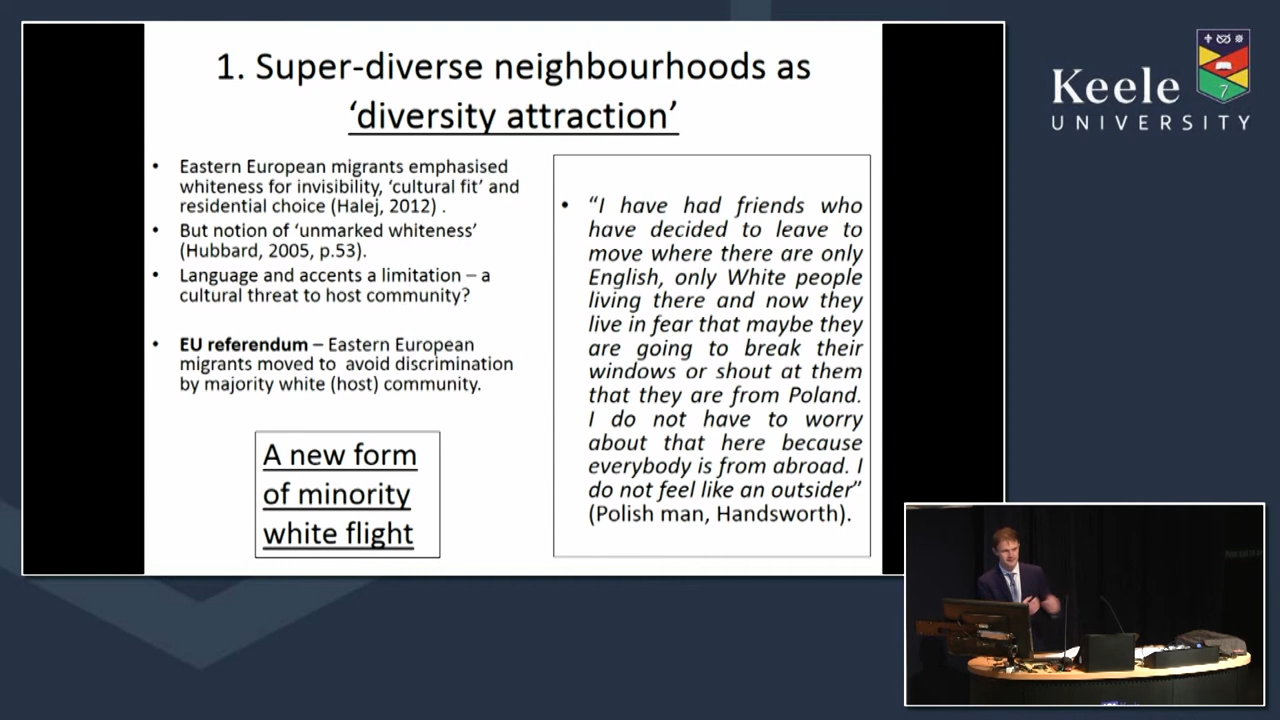 1. Super-diverse neighbourhoods as
‘diversity attraction’
• Eastern European migrants emphasised
whiteness for invisibility, ‘cultural fit’ and
residential choice (Halej, 2012) .
• But notion of ‘unmarked whiteness’
(Hubbard, 2005, p.53).
• Language and accents a limitation – a
cultural threat to host community?
• EU referendum – Eastern European
migrants moved to  avoid discrimination
by majority white (host) community.
A new form
of minority
white flight
• “I have had friends who
have decided to leave to
move where there are only
English, only White people
living there and now they
live in fear that maybe they
are going to break their
windows or shout at them
that they are from Poland.
I do not have to worry
about that here because
everybody is from abroad. I
do not feel like an outsider”
(Polish man, Handsworth).
Keele
UNIVERSITY
7